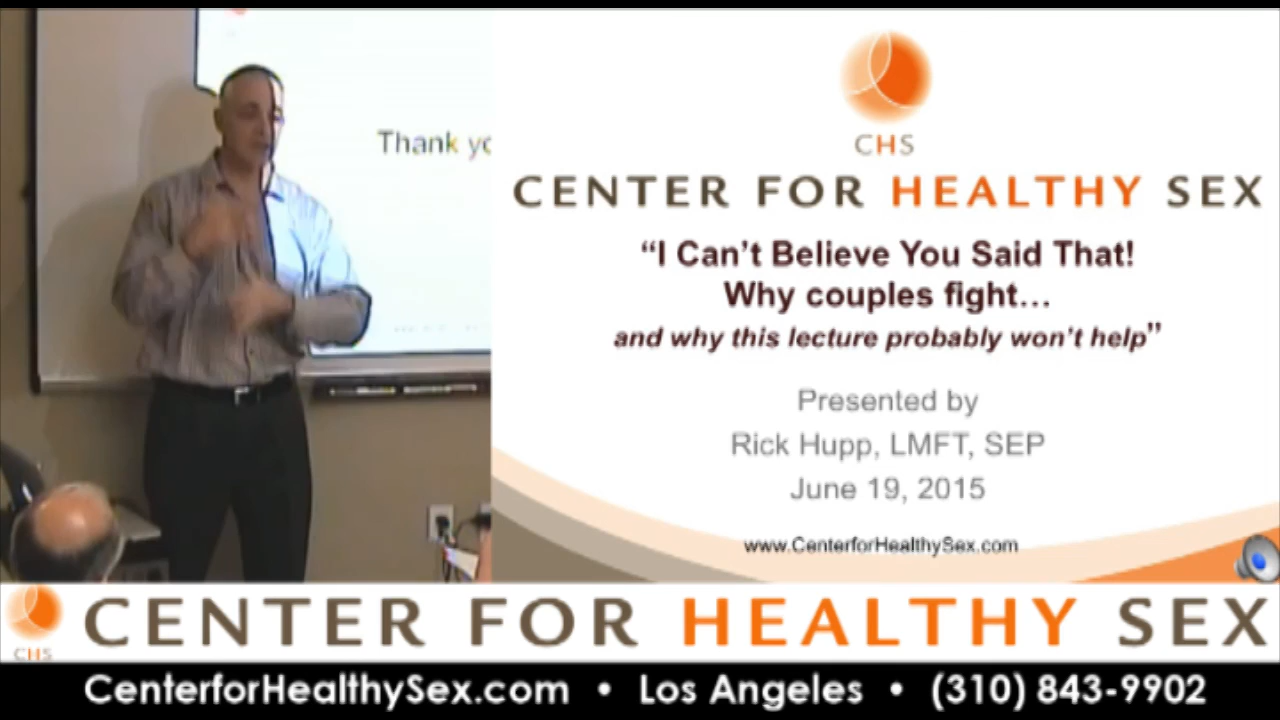 Thank
CHS
CENTER FOR HEALTHY SEX
“I Can’t Believe You Said That!
Why couples fight...
and why this lecture probably won’t help”
Presented by
Rick Hupp, LMFT, SEP
June 19, 2015
www.CenterforHealthySex.com
CHS
CENTER FOR HEALTHY SEX
CenterforHealthySex.com • Los Angeles • (310) 843-9902